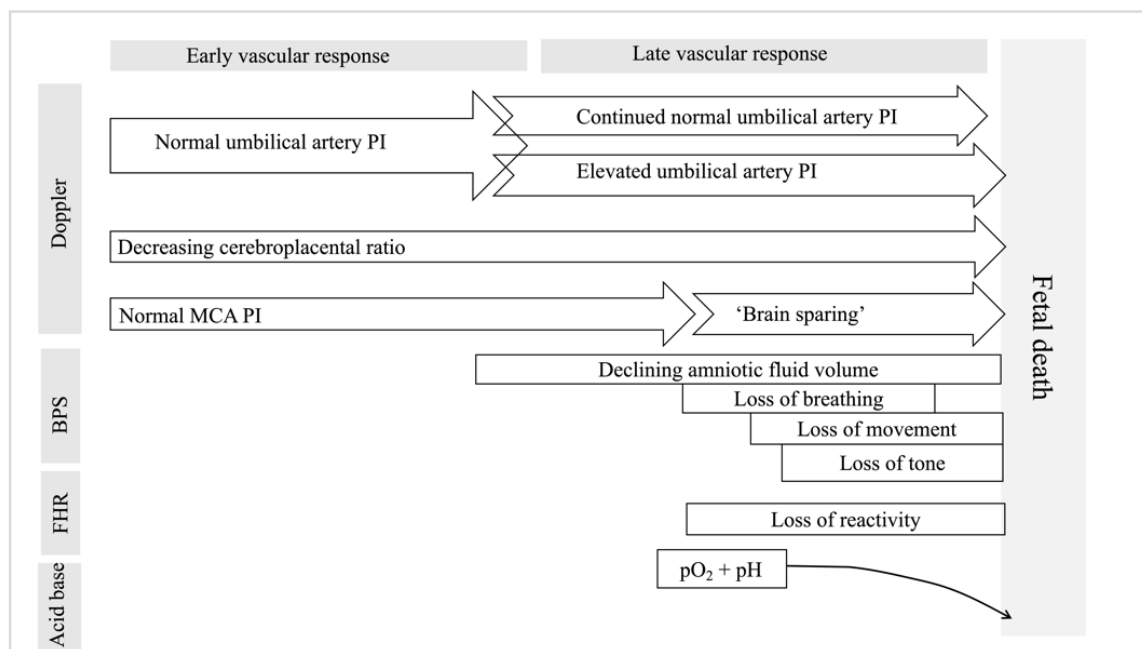 Early vascular response
Late vascular response
Doppler
Normal umbilical artery PI
Continued normal umbilical artery PI
Elevated umbilical artery PI
Decreasing cerebroplacental ratio
Normal MCA PI
‘Brain sparing’
BPS
Declining amniotic fluid volume
Loss of breathing
Loss of movement
Loss of tone
FHR
Loss of reactivity
Acid base
pO₂ + pH
Fetal death